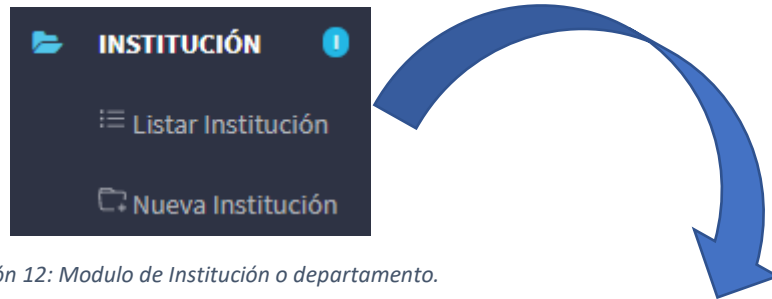 INSTITUCIÓN I
Listar Institución
Nueva Institución
ón 12: Modulo de Institución o departamento.